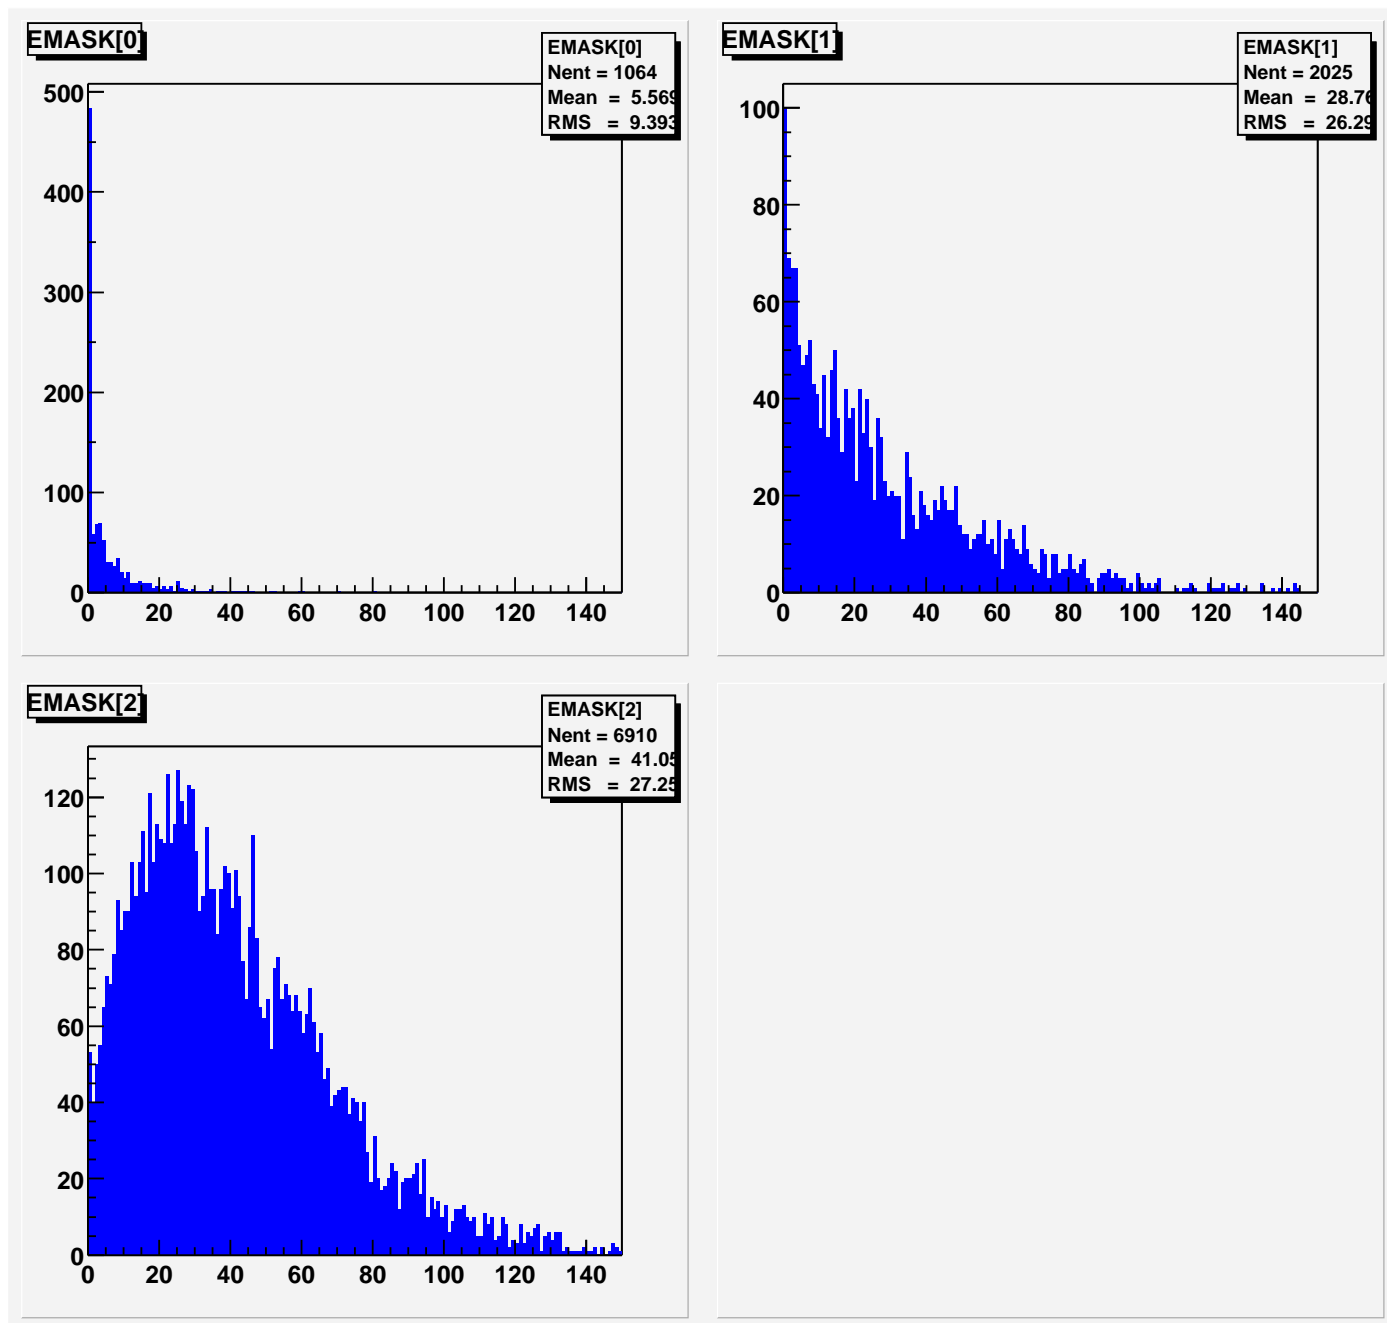 EMASK[0]
EMASK[0]
Nent = 1064
Mean = 5.569
RMS = 9.393
500
400
300
200
100
0
0 20 40 60 80 100 120 140
EMASK[1]
EMASK[1]
Nent = 2025
Mean = 28.76
RMS = 26.29
100
80
60
40
20
0
0 20 40 60 80 100 120 140
EMASK[2]
EMASK[2]
Nent = 6910
Mean = 41.05
RMS = 27.25
120
100
80
60
40
20
0
0 20 40 60 80 100 120 140